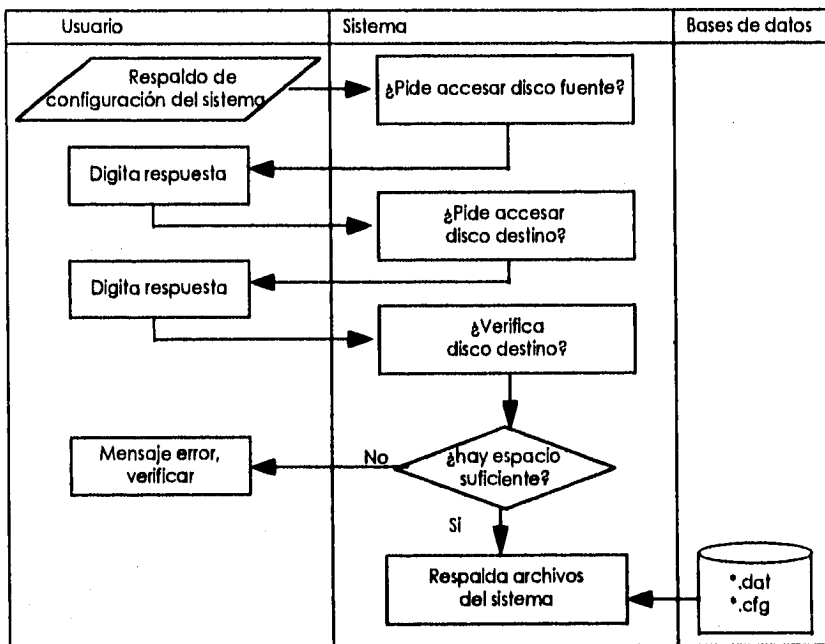 Usuario
Sistema
Bases de datos
Respaldo de
configuración del sistema
¿Pide accesar disco fuente?
Digita respuesta
¿Pide accesar
disco destino?
Digita respuesta
¿Verifica
disco destino?
Mensaje error,
verificar
No
¿hay espacio
suficiente?
Si
Respalda archivos
del sistema
*.dat
*.cfg